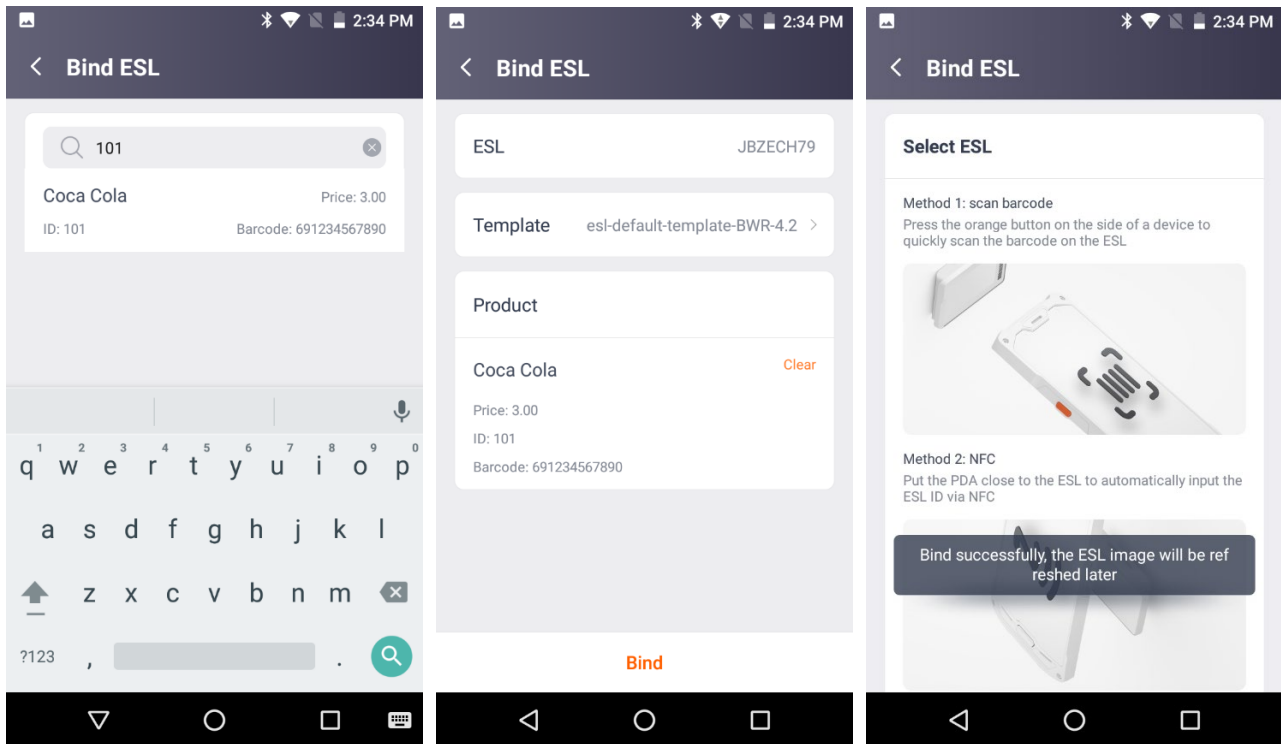 2:34 PM
Bind ESL
101
Coca Cola
Price: 3.00
ID: 101
Barcode: 691234567890
1 2 3 4 5 6 7 8 9 0
q w e r t y u i o p
a s d f g h j k l
z x c v b n m
?123 , .
2:34 PM
Bind ESL
ESL
JBZECH79
Template
esl-default-template-BWR-4.2
Product
Coca Cola
Clear
Price: 3.00
ID: 101
Barcode: 691234567890
Bind
2:34 PM
Bind ESL
Select ESL
Method 1: scan barcode
Press the orange button on the side of a device to
quickly scan the barcode on the ESL
Method 2: NFC
Put the PDA close to the ESL to automatically input the
ESL ID via NFC
Bind successfully, the ESL image will be ref
reshed later